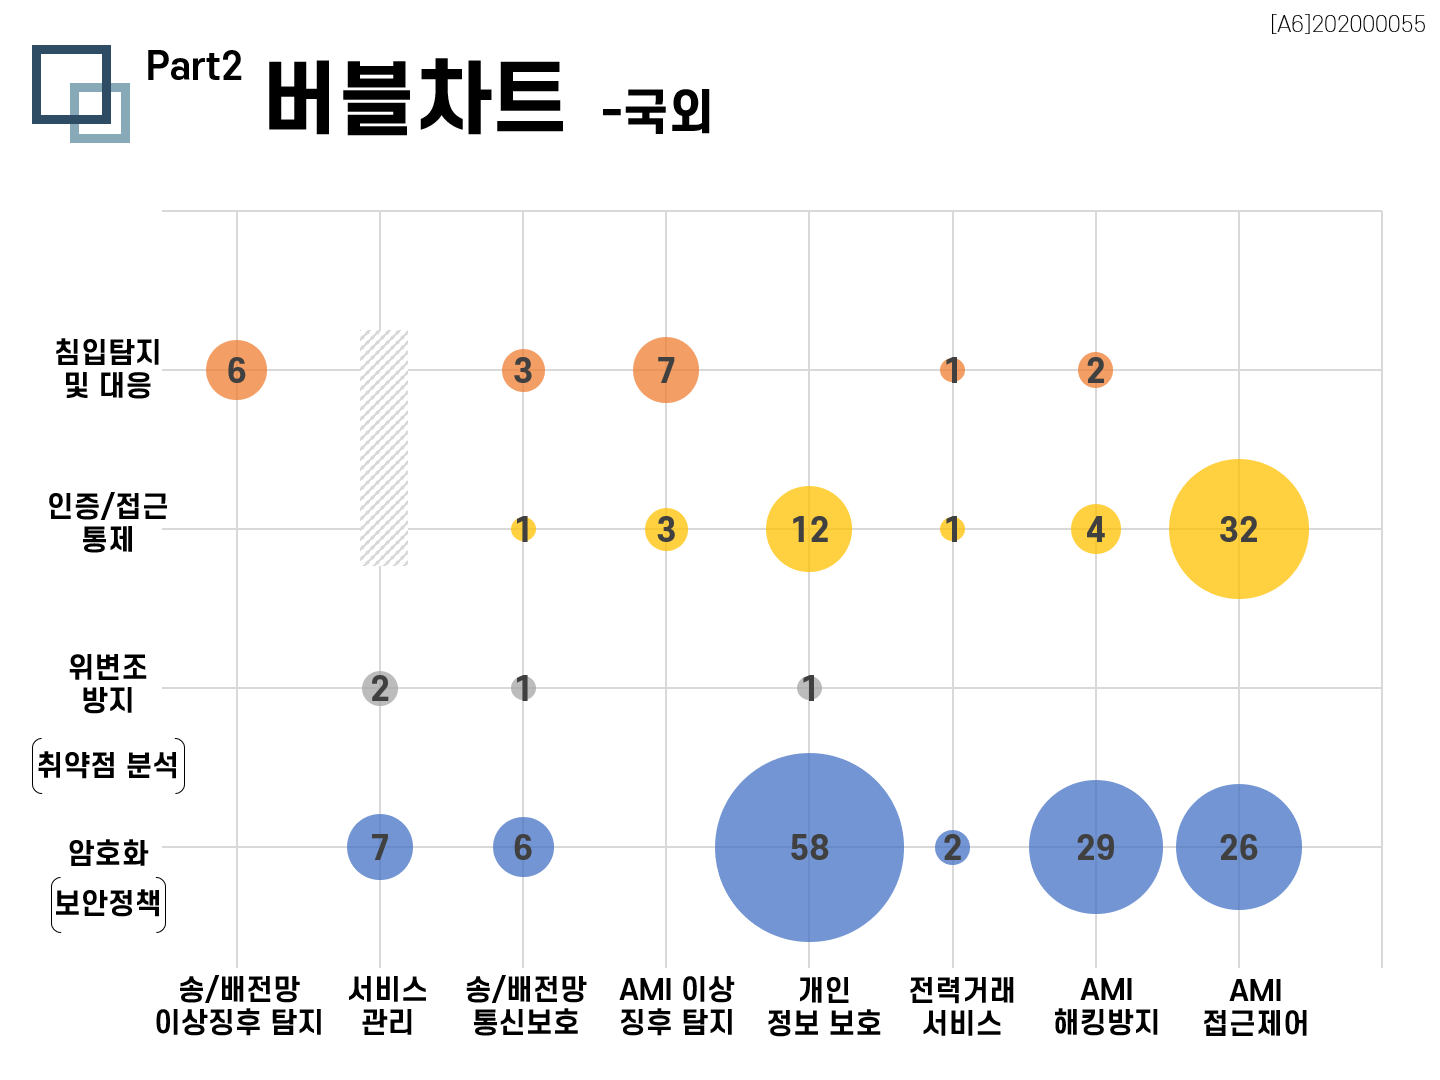 [A6]202000055
Part2
버블차트 -국외
침입탐지
및 대응
6
3
7
1
2
인증/접근
통제
1
3
12
1
4
32
위변조
방지
2
1
1
취약점 분석
암호화
7
6
58
2
29
26
보안정책
송/배전망
이상징후 탐지
서비스
관리
송/배전망
통신보호
AMI 이상
징후 탐지
개인
정보 보호
전력거래
서비스
AMI
해킹방지
AMI
접근제어